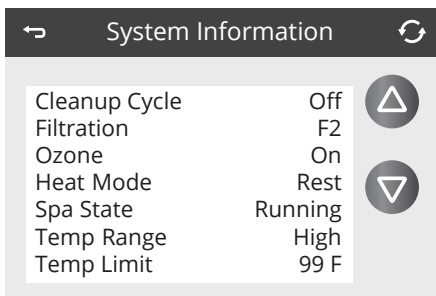 System Information
Cleanup Cycle Off
Filtration F2
Ozone On
Heat Mode Rest
Spa State Running
Temp Range High
Temp Limit 99 F